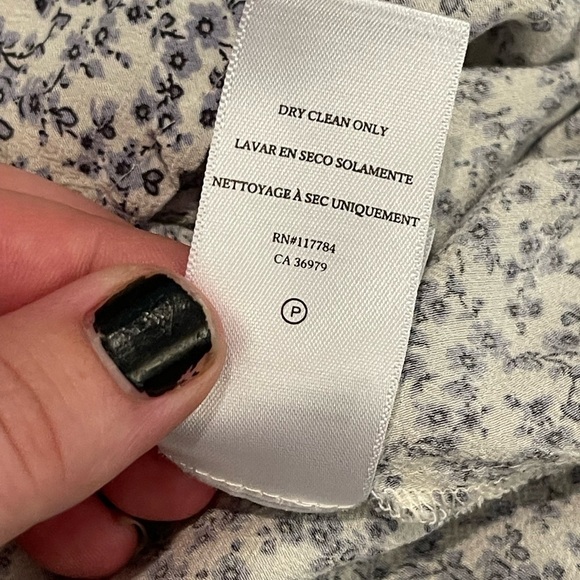 DRY CLEAN ONLY
LAVAR EN SECO SOLAMENTE
NETTOYAGE À SEC UNIQUEMENT
RN#117784
CA 36979
P